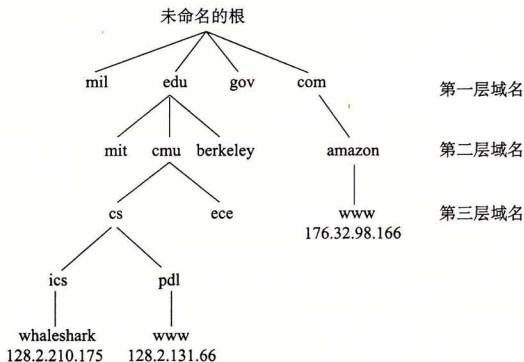 未命名的根
mil edu gov com 第一层域名
mit cmu berkeley amazon 第二层域名
cs ece www 第三层域名
176.32.98.166
ics pdl
whaleshark www
128.2.210.175 128.2.131.66